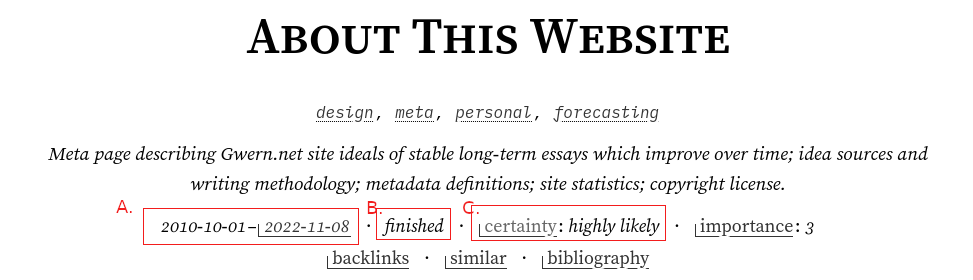 ABOUT THIS WEBSITE
design, meta, personal, forecasting
Meta page describing Gwern.net site ideals of stable long-term essays which improve over time; idea sources and
writing methodology; metadata definitions; site statistics; copyright license.
A. B. C.
2010-10-01–2022-11-08 · finished · certainty: highly likely · importance: 3
backlinks · similar · bibliography